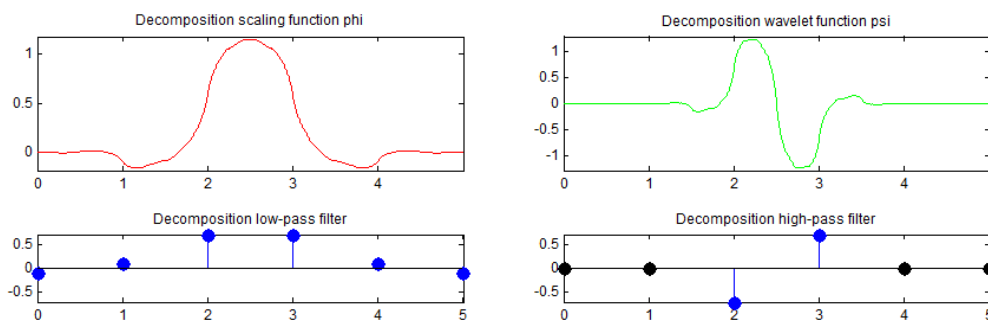 Decomposition scaling function phi
1
0.5
0
0 1 2 3 4
Decomposition wavelet function psi
1
0.5
0
-0.5
-1
0 1 2 3 4 5
Decomposition low-pass filter
0.5
0
-0.5
0 1 2 3 4 5
Decomposition high-pass filter
0.5
0
-0.5
0 1 2 3 4 5